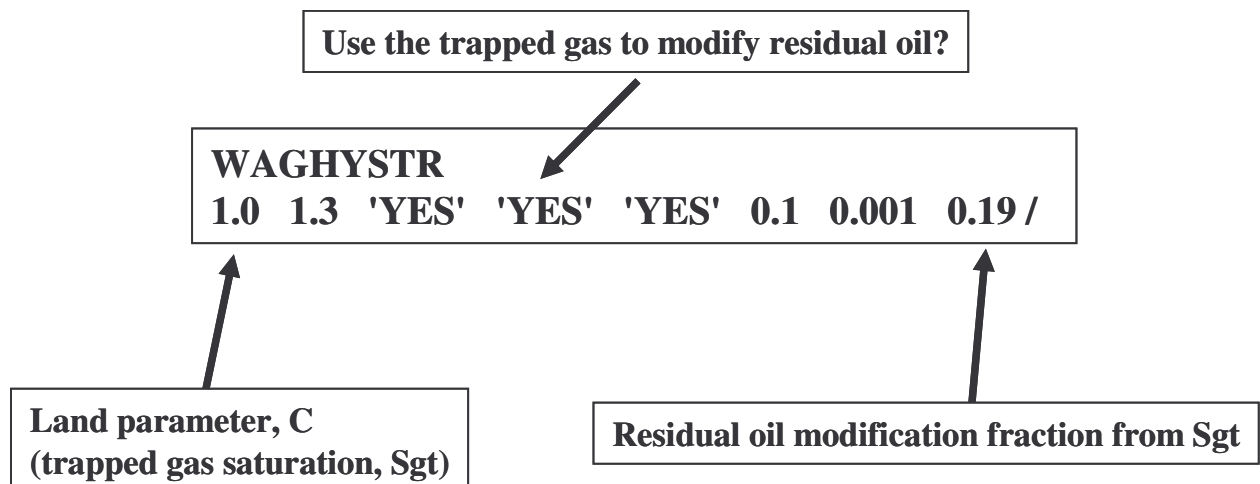 Use the trapped gas to modify residual oil?
WAGHYSTR
1.0 1.3 'YES' 'YES' 'YES' 0.1 0.001 0.19 /
Land parameter, C
(trapped gas saturation, Sgt)
Residual oil modification fraction from Sgt